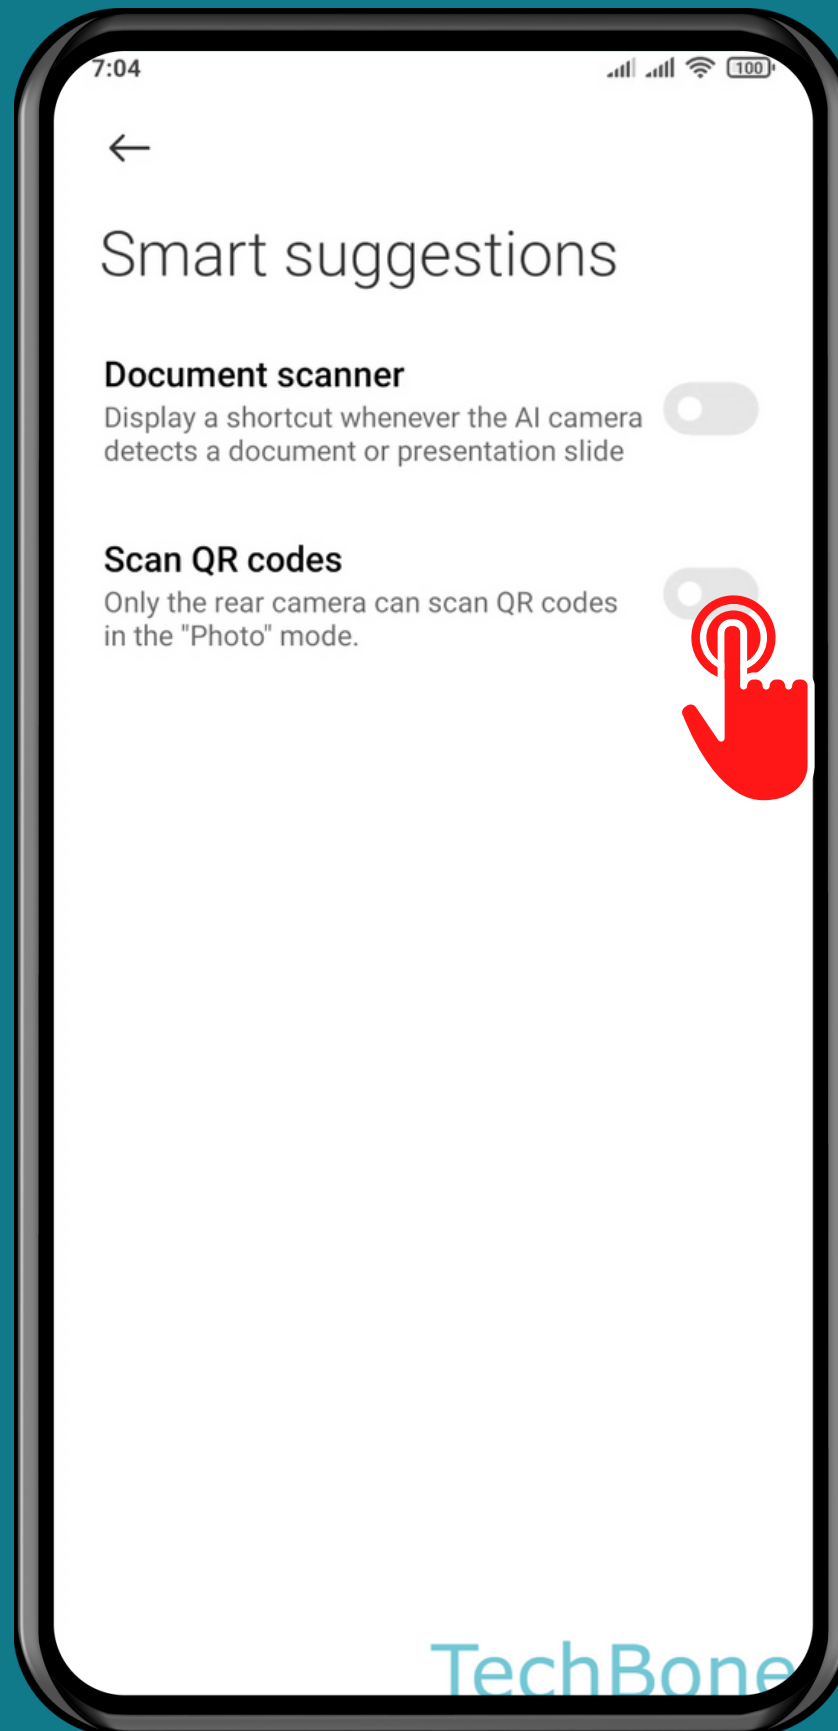 7:04
100
Smart suggestions
Document scanner
Display a shortcut whenever the AI camera
detects a document or presentation slide
Scan QR codes
Only the rear camera can scan QR codes
in the "Photo" mode.
TechBone